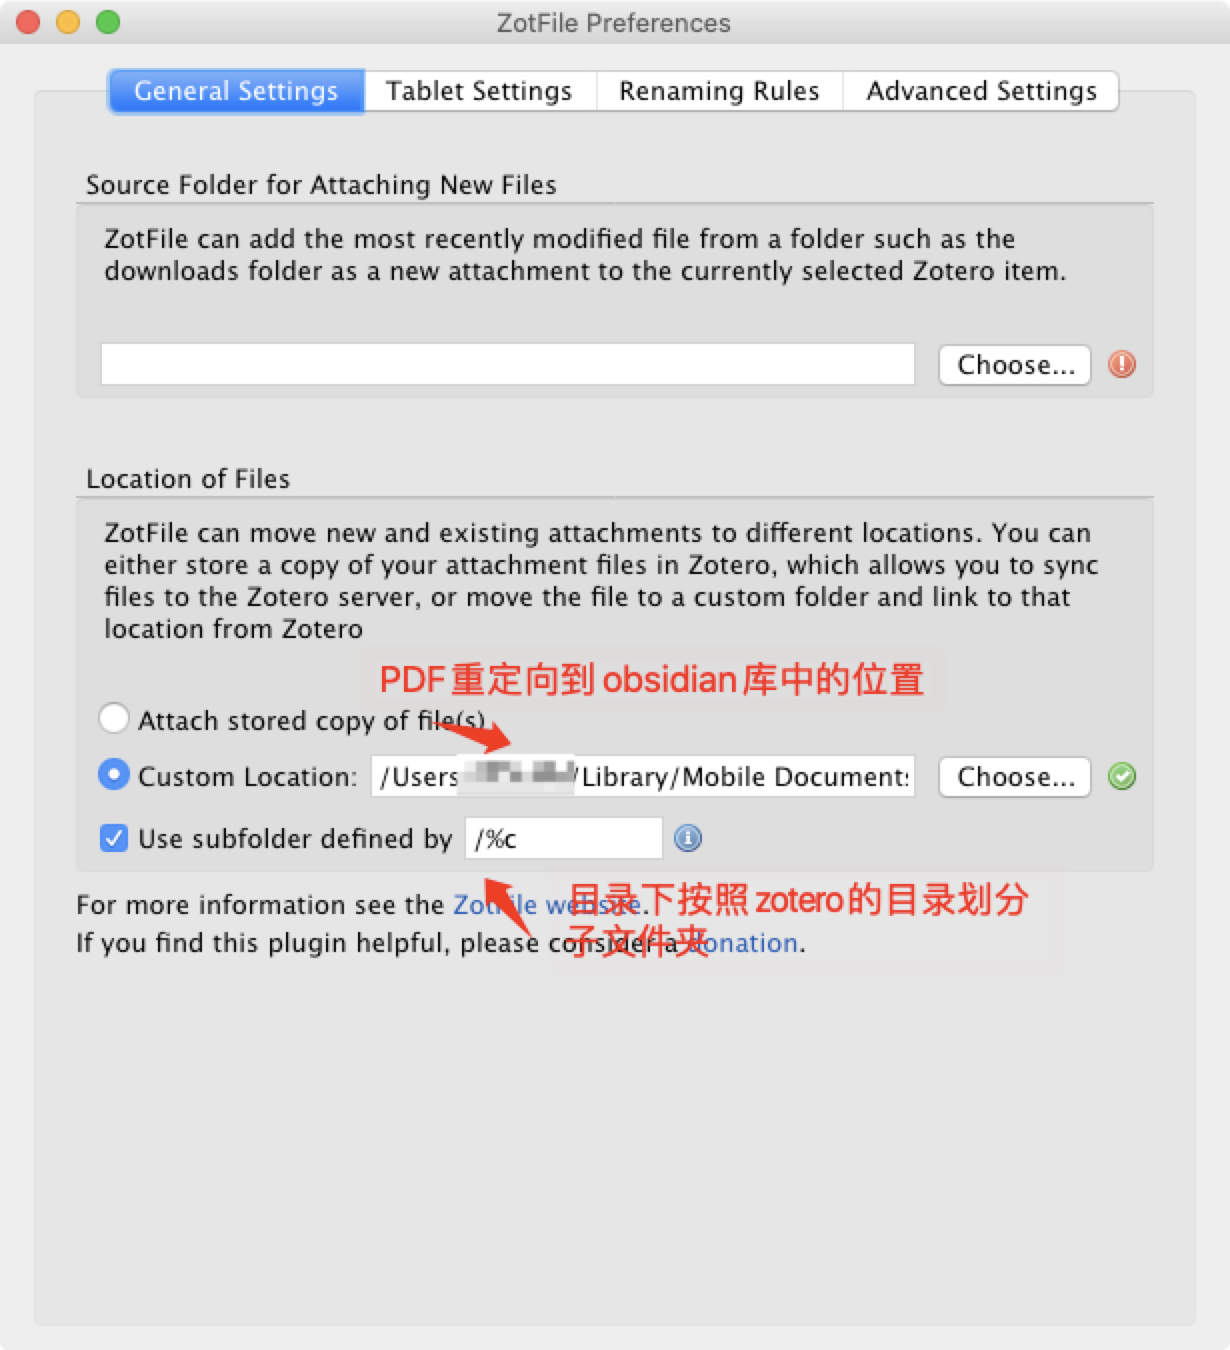 ZotFile Preferences
General Settings
Tablet Settings
Renaming Rules
Advanced Settings
Source Folder for Attaching New Files
ZotFile can add the most recently modified file from a folder such as the
downloads folder as a new attachment to the currently selected Zotero item.
Choose...
Location of Files
ZotFile can move new and existing attachments to different locations. You can
either store a copy of your attachment files in Zotero, which allows you to sync
files to the Zotero server, or move the file to a custom folder and link to that
location from Zotero
PDF重定向到obsidian库中的位置
Attach stored copy of file(s)
Custom Location:
/Users
/Library/Mobile Document
Choose...
Use subfolder defined by
/%c
目录下按照zotero的目录划分
子文件夹
For more information see the ZotFile website.
If you find this plugin helpful, please consider a donation.